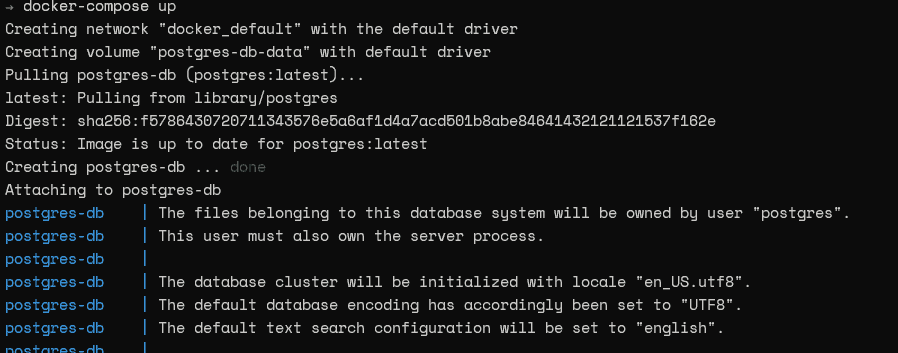 → docker-compose up
Creating network "docker_default" with the default driver
Creating volume "postgres-db-data" with default driver
Pulling postgres-db (postgres:latest)...
latest: Pulling from library/postgres
Digest: sha256:f5786430720711343576e5a6af1d4a7acd501b8abe84641432121121537f162e
Status: Image is up to date for postgres:latest
Creating postgres-db ... done
Attaching to postgres-db
postgres-db    | The files belonging to this database system will be owned by user "postgres".
postgres-db    | This user must also own the server process.
postgres-db    |
postgres-db    | The database cluster will be initialized with locale "en_US.utf8".
postgres-db    | The default database encoding has accordingly been set to "UTF8".
postgres-db    | The default text search configuration will be set to "english".
postgres-db    |